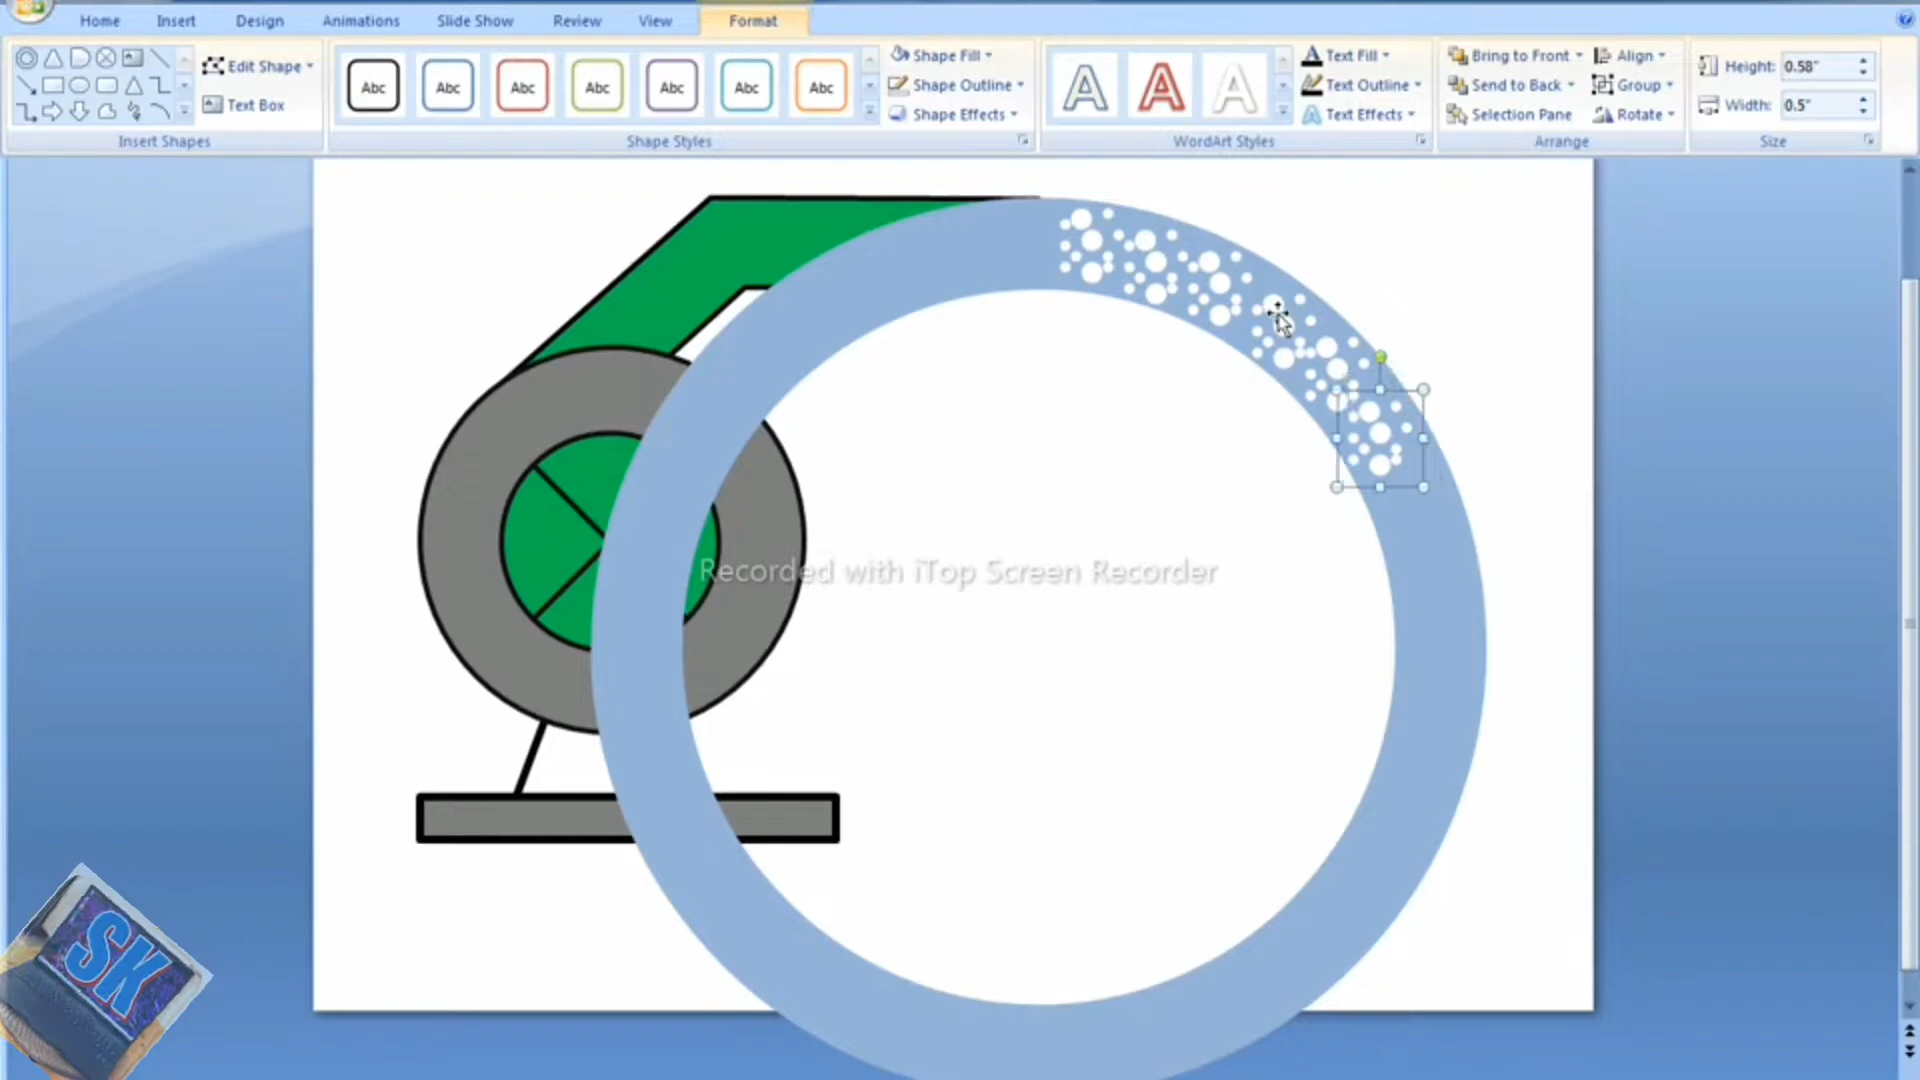 Home Insert Design Animations Slide Show Review View Format
Edit Shape
Text Box
Insert Shapes
Abc Abc Abc Abc Abc Abc Abc
Shape Fill
Shape Outline
Shape Effects
Shape Styles
A A A
Text Fill
Text Outline
Text Effects
WordArt Styles
Bring to Front
Send to Back
Selection Pane
Align
Group
Rotate
Arrange
Height: 0.58"
Width: 0.5"
Size
Recorded with iTop Screen Recorder
SK